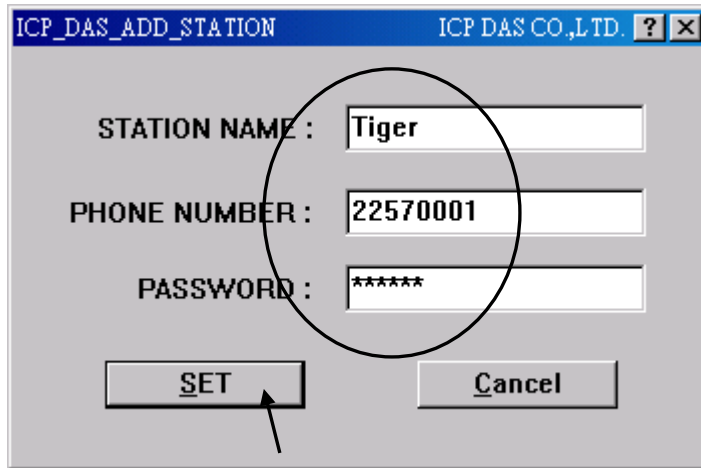 ICP_DAS_ADD_STATION ICP DAS CO.,LTD. ? ×
STATION NAME : Tiger
PHONE NUMBER : 22570001
PASSWORD : ******
SET Cancel